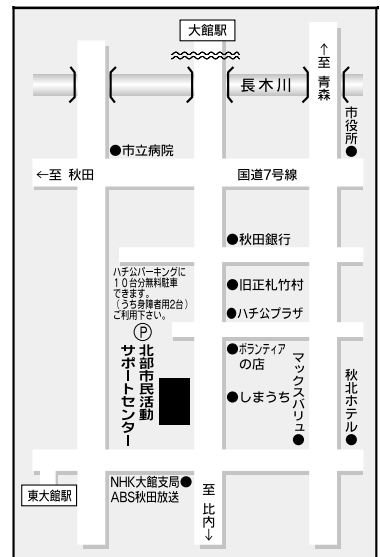 大館駅
↑至 青森
長木川
市役所
●市立病院
←至 秋田
国道7号線
●秋田銀行
ハチ公パーキングに
10台分無料駐車
できます。
(うち身障者用2台)
ご利用下さい。
●旧正札竹村
●ハチ公プラザ
Ⓟ
北部市民活動
サポートセンター
●ボランティア
の店
マックスバリュ●
秋北ホテル●
●しまうち
東大館駅
NHK大館支局●
ABS秋田放送
至 比内↓